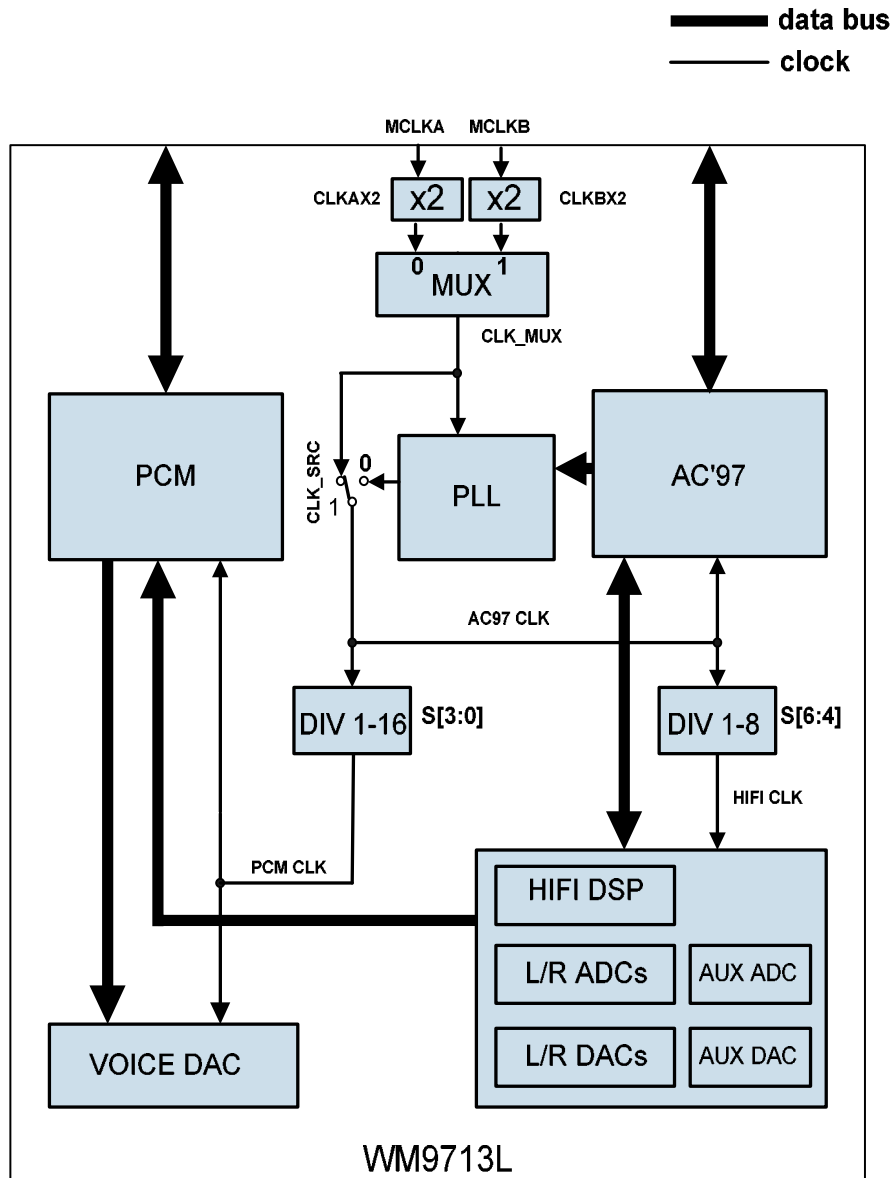 data bus
clock
MCLKA MCLKB
CLKAX2 x2 x2 CLKBX2
0 1
MUX
CLK_MUX
PCM
CLK_SRC
0
1
PLL
AC'97
AC97 CLK
DIV 1-16 S[3:0]
DIV 1-8 S[6:4]
HIFI CLK
PCM CLK
HIFI DSP
L/R ADCs AUX ADC
L/R DACs AUX DAC
VOICE DAC
WM9713L